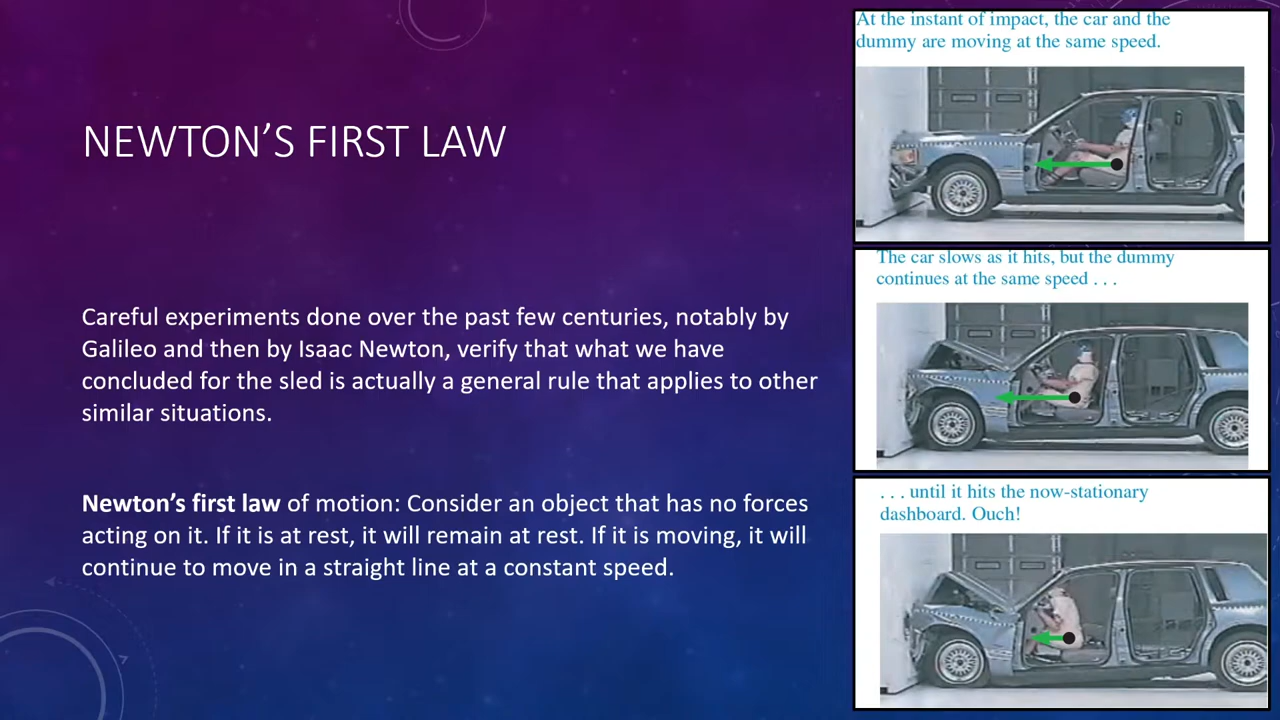 NEWTON’S FIRST LAW
Careful experiments done over the past few centuries, notably by
Galileo and then by Isaac Newton, verify that what we have
concluded for the sled is actually a general rule that applies to other
similar situations.
Newton’s first law of motion: Consider an object that has no forces
acting on it. If it is at rest, it will remain at rest. If it is moving, it will
continue to move in a straight line at a constant speed.
At the instant of impact, the car and the
dummy are moving at the same speed.
The car slows as it hits, but the dummy
continues at the same speed . . .
. . . until it hits the now-stationary
dashboard. Ouch!